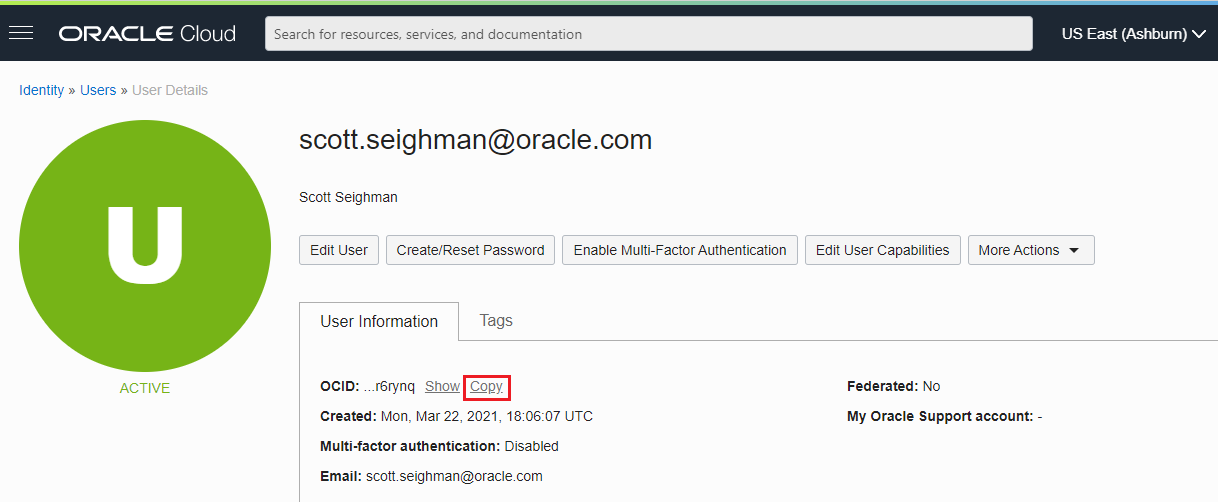 ORACLE Cloud Search for resources, services, and documentation US East (Ashburn)
Identity » Users » User Details
scott.seighman@oracle.com
U
Scott Seighman
Edit User Create/Reset Password Enable Multi-Factor Authentication Edit User Capabilities More Actions
User Information Tags
ACTIVE
OCID: ...r6rynq Show Copy Federated: No
Created: Mon, Mar 22, 2021, 18:06:07 UTC My Oracle Support account: -
Multi-factor authentication: Disabled
Email: scott.seighman@oracle.com